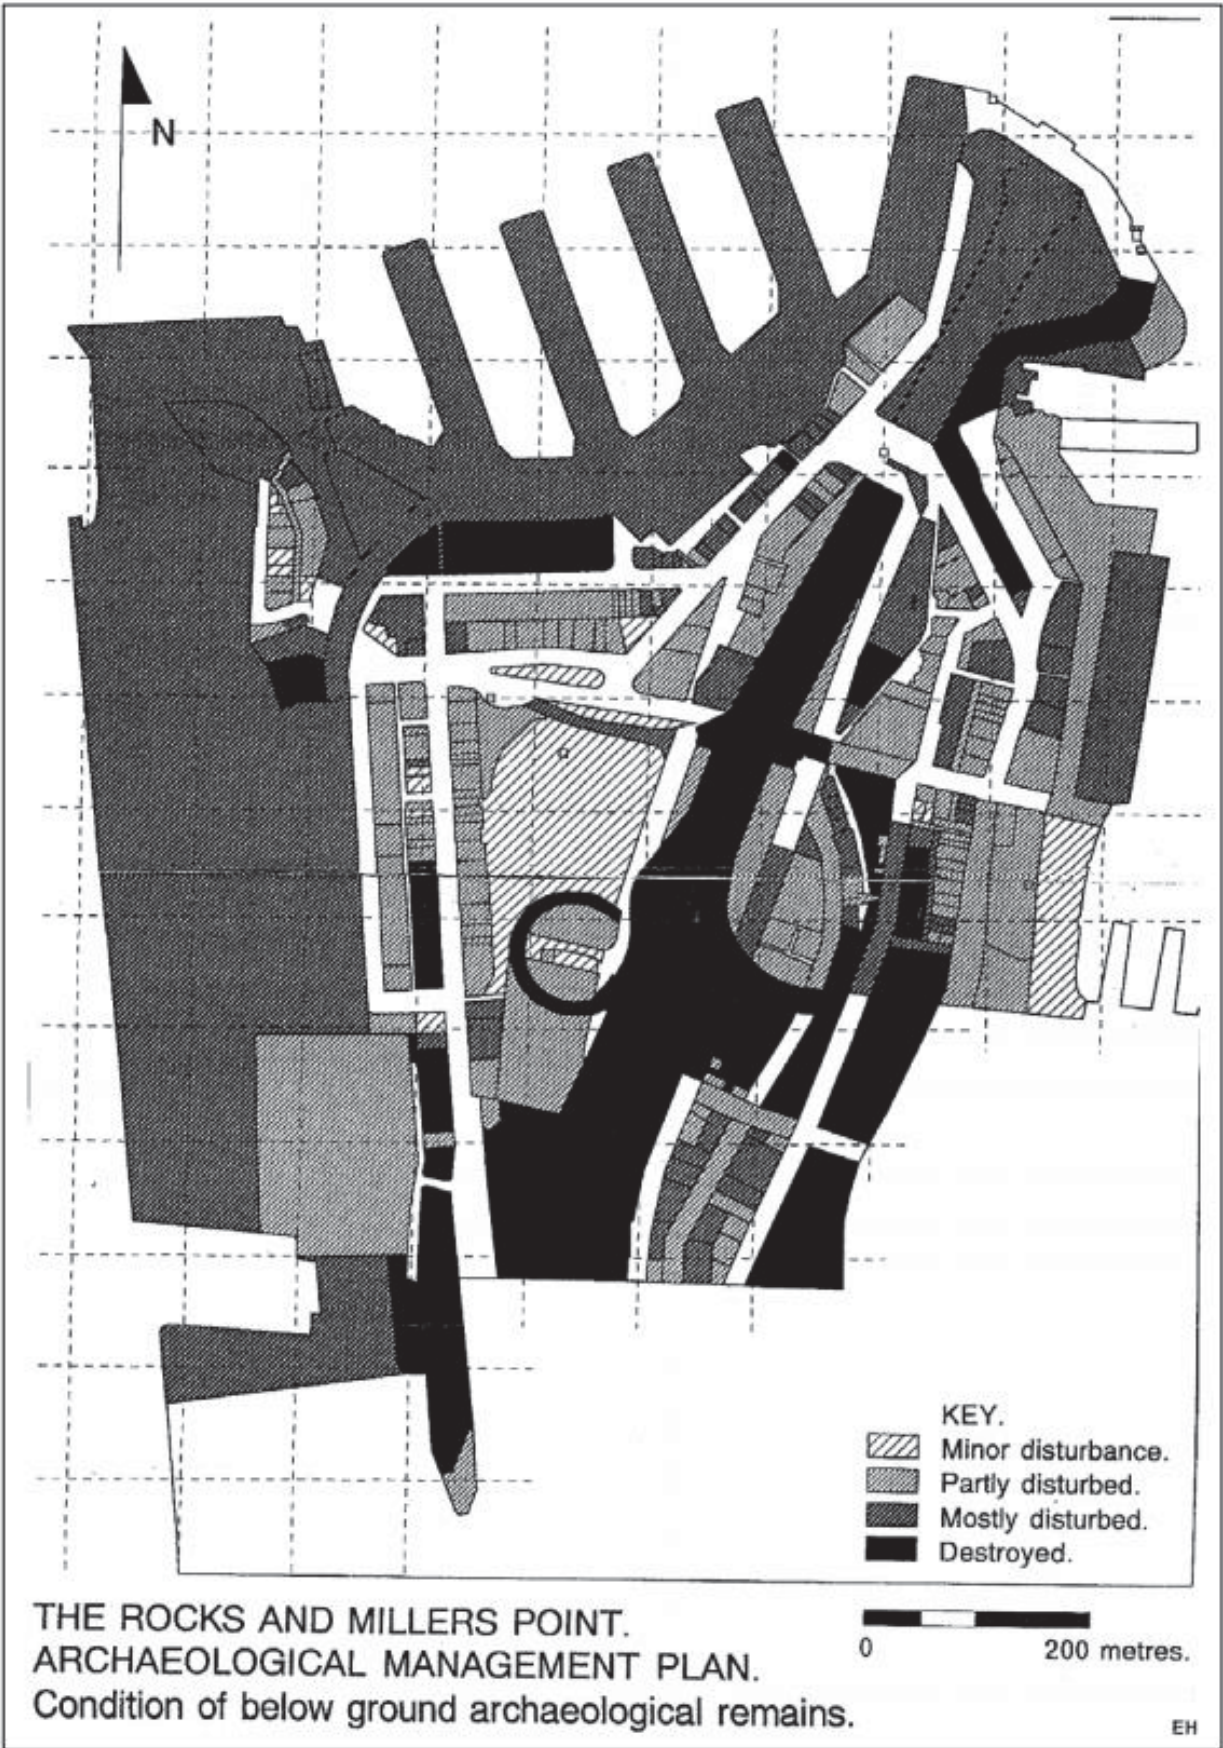 N
KEY.
Minor disturbance.
Partly disturbed.
Mostly disturbed.
Destroyed.
THE ROCKS AND MILLERS POINT.
ARCHAEOLOGICAL MANAGEMENT PLAN.
Condition of below ground archaeological remains.
0 200 metres.
EH